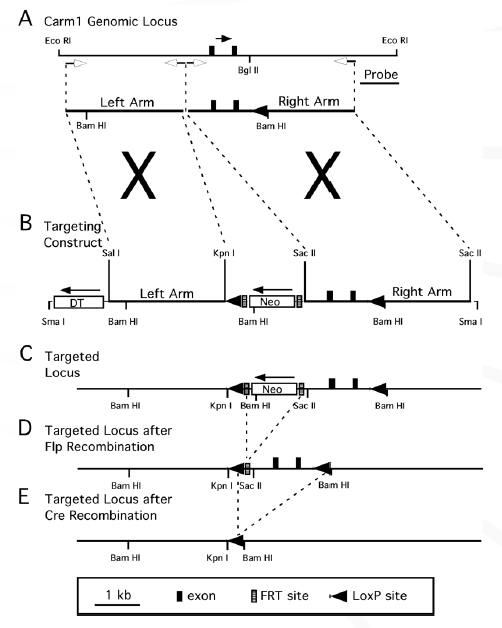 A Carm1 Genomic Locus
Eco RI
Eco RI
Bgl II
Probe
Left Arm
Right Arm
Bam HI
Bam HI
X
X
B Targeting
Construct
Sal I
Kpn I
Sac II
Sac II
Left Arm
Right Arm
DT
Neo
Sma I
Bam HI
Bam HI
Bam HI
Sma I
C Targeted
Locus
Neo
Bam HI
Kpn I
Bam HI
Sac II
Bam HI
D Targeted Locus after
Flp Recombination
Bam HI
Kpn I
Sac II
Bam HI
E Targeted Locus after
Cre Recombination
Bam HI
Kpn I
Bam HI
1 kb
exon
FRT site
LoxP site